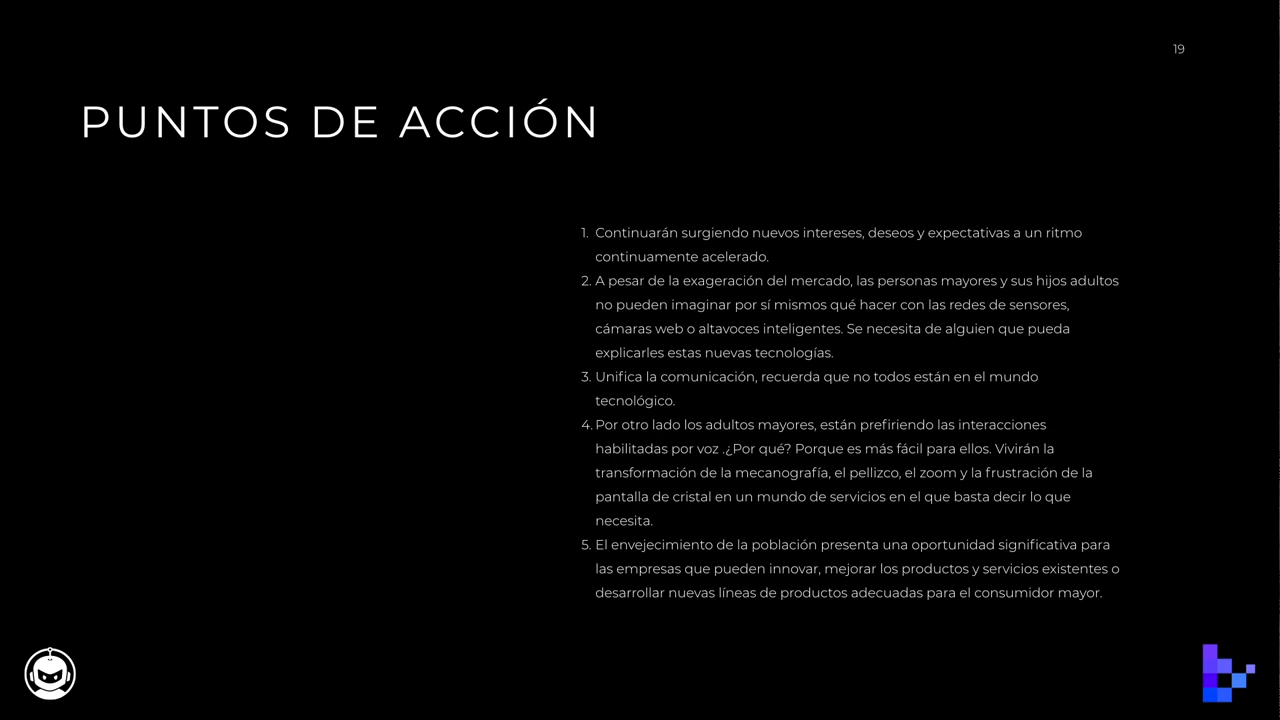 19
PUNTOS DE ACCIÓN
1. Continuarán surgiendo nuevos intereses, deseos y expectativas a un ritmo
continuamente acelerado.
2. A pesar de la exageración del mercado, las personas mayores y sus hijos adultos
no pueden imaginar por sí mismos qué hacer con las redes de sensores,
cámaras web o altavoces inteligentes. Se necesita de alguien que pueda
explicarles estas nuevas tecnologías.
3. Unifica la comunicación, recuerda que no todos están en el mundo
tecnológico.
4. Por otro lado los adultos mayores, están prefiriendo las interacciones
habilitadas por voz .¿Por qué? Porque es más fácil para ellos. Vivirán la
transformación de la mecanografía, el pellizco, el zoom y la frustración de la
pantalla de cristal en un mundo de servicios en el que basta decir lo que
necesita.
5. El envejecimiento de la población presenta una oportunidad significativa para
las empresas que pueden innovar, mejorar los productos y servicios existentes o
desarrollar nuevas líneas de productos adecuadas para el consumidor mayor.